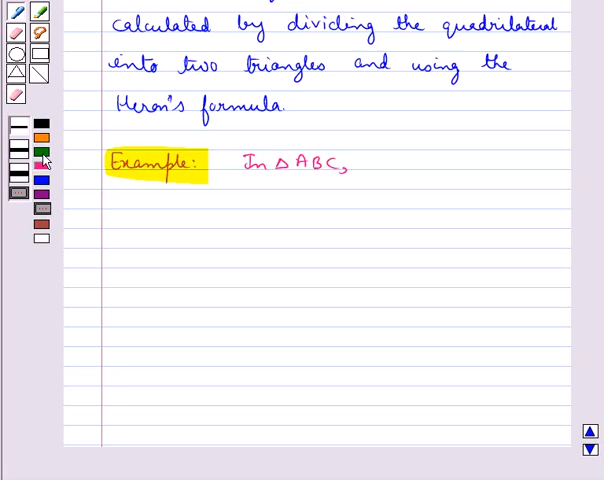 calculated by dividing the quadrilateral
into two triangles and using the
Heron's formula.
Example: In △ ABC,